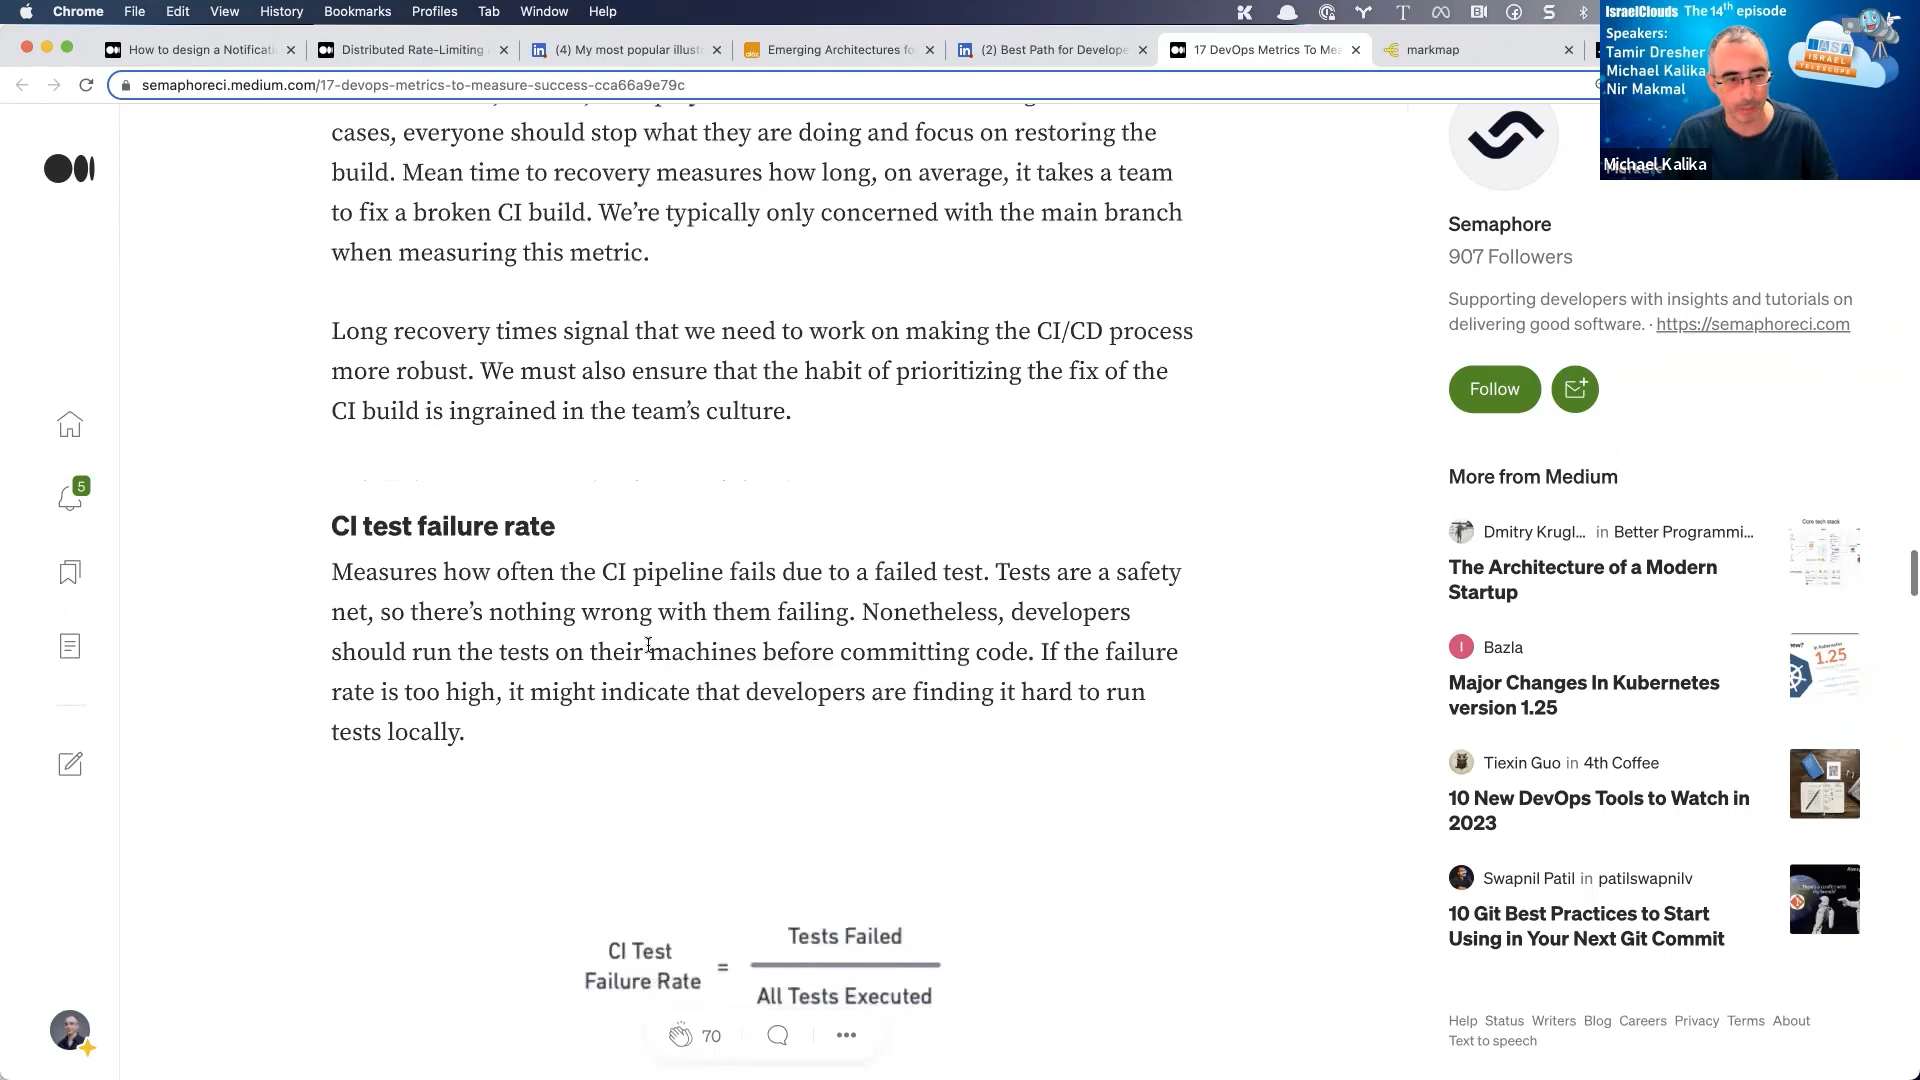 Chrome File Edit View History Bookmarks Profiles Tab Window Help
IsraelClouds The 14th episode
Speakers:
Tamir Dresher
Michael Kalika
Nir Makmal
IASA
ISRAEL
TELESCOPE
Michael Kalika
How to design a Notificati
Distributed Rate-Limiting
(4) My most popular illust
Emerging Architectures fo
(2) Best Path for Develope
17 DevOps Metrics To Mea
markmap
semaphoreci.medium.com/17-devops-metrics-to-measure-success-cca66a9e79c
cases, everyone should stop what they are doing and focus on restoring the
build. Mean time to recovery measures how long, on average, it takes a team
to fix a broken CI build. We’re typically only concerned with the main branch
when measuring this metric.
Long recovery times signal that we need to work on making the CI/CD process
more robust. We must also ensure that the habit of prioritizing the fix of the
CI build is ingrained in the team’s culture.
CI test failure rate
Measures how often the CI pipeline fails due to a failed test. Tests are a safety
net, so there’s nothing wrong with them failing. Nonetheless, developers
should run the tests on their machines before committing code. If the failure
rate is too high, it might indicate that developers are finding it hard to run
tests locally.
CI Test
Failure Rate
=
Tests Failed
All Tests Executed
70
5
Semaphore
907 Followers
Supporting developers with insights and tutorials on
delivering good software. · https://semaphoreci.com
Follow
More from Medium
Dmitry Krugl... in Better Programmi...
The Architecture of a Modern
Startup
Core tech stack
Bazla
Major Changes In Kubernetes
version 1.25
1.25
Tiexin Guo in 4th Coffee
10 New DevOps Tools to Watch in
2023
Swapnil Patil in patilswapnilv
10 Git Best Practices to Start
Using in Your Next Git Commit
Help Status Writers Blog Careers Privacy Terms About
Text to speech